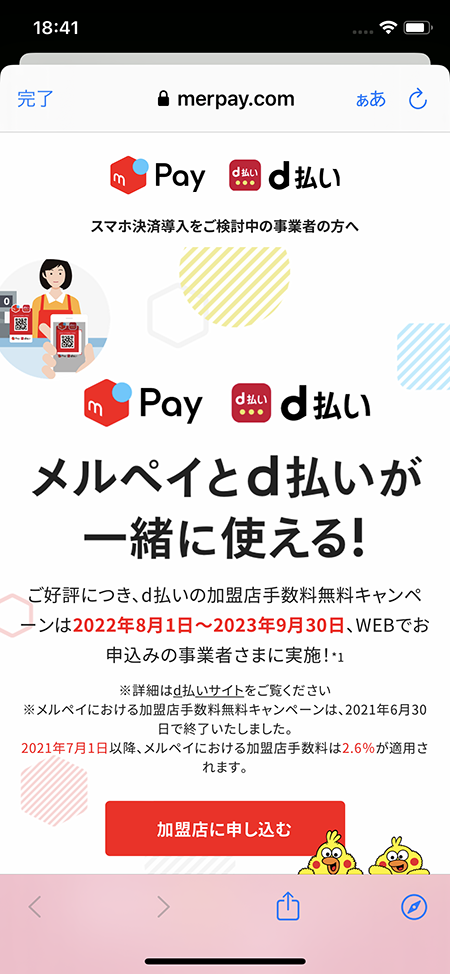 18:41
完了
merpay.com
ぁあ
m Pay d払い d払い
スマホ決済導入をご検討中の事業者の方へ
0
m Pay d払い d払い
メルペイとd払いが
一緒に使える!
ご好評につき、d払いの加盟店手数料無料キャンペ
ーンは2022年8月1日〜2023年9月30日、WEBでお
申込みの事業者さまに実施！*1
※詳細はd払いサイトをご覧ください
※メルペイにおける加盟店手数料無料キャンペーンは、2021年6月30
日で終了いたしました。
2021年7月1日以降、メルペイにおける加盟店手数料は2.6%が適用さ
れます。
加盟店に申し込む